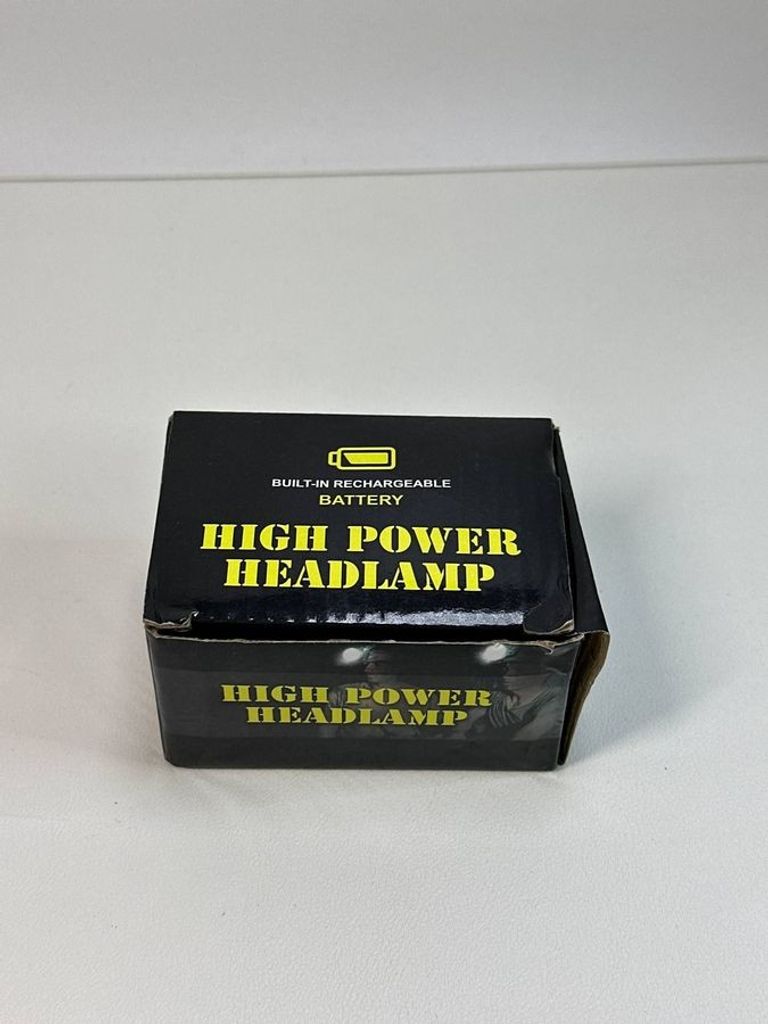 BUILT-IN RECHARGEABLE
BATTERY
HIGH POWER
HEADLAMP
HIGH POWER
HEADLAMP